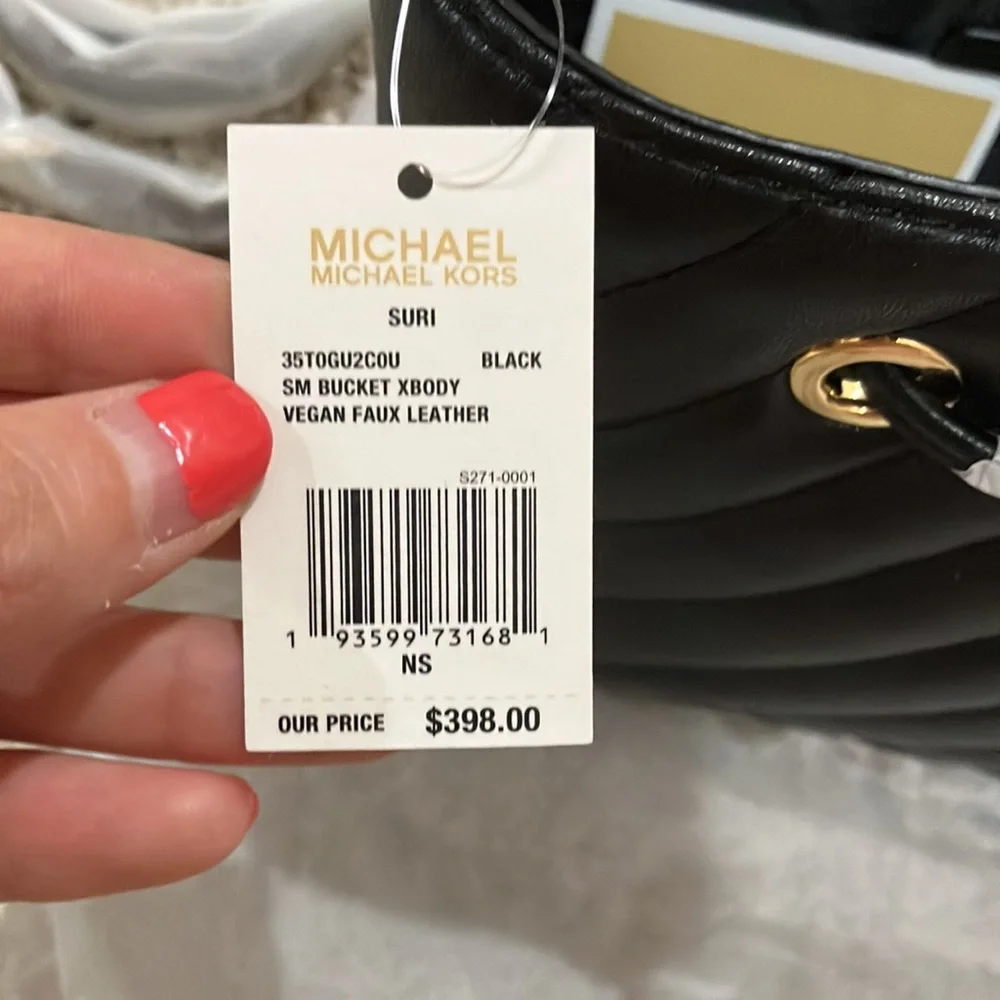 MICHAEL
MICHAEL KORS
SURI
35T0GU2C0U BLACK
SM BUCKET XBODY
VEGAN FAUX LEATHER
S271-0001
1 93599 73168 1
NS
OUR PRICE $398.00